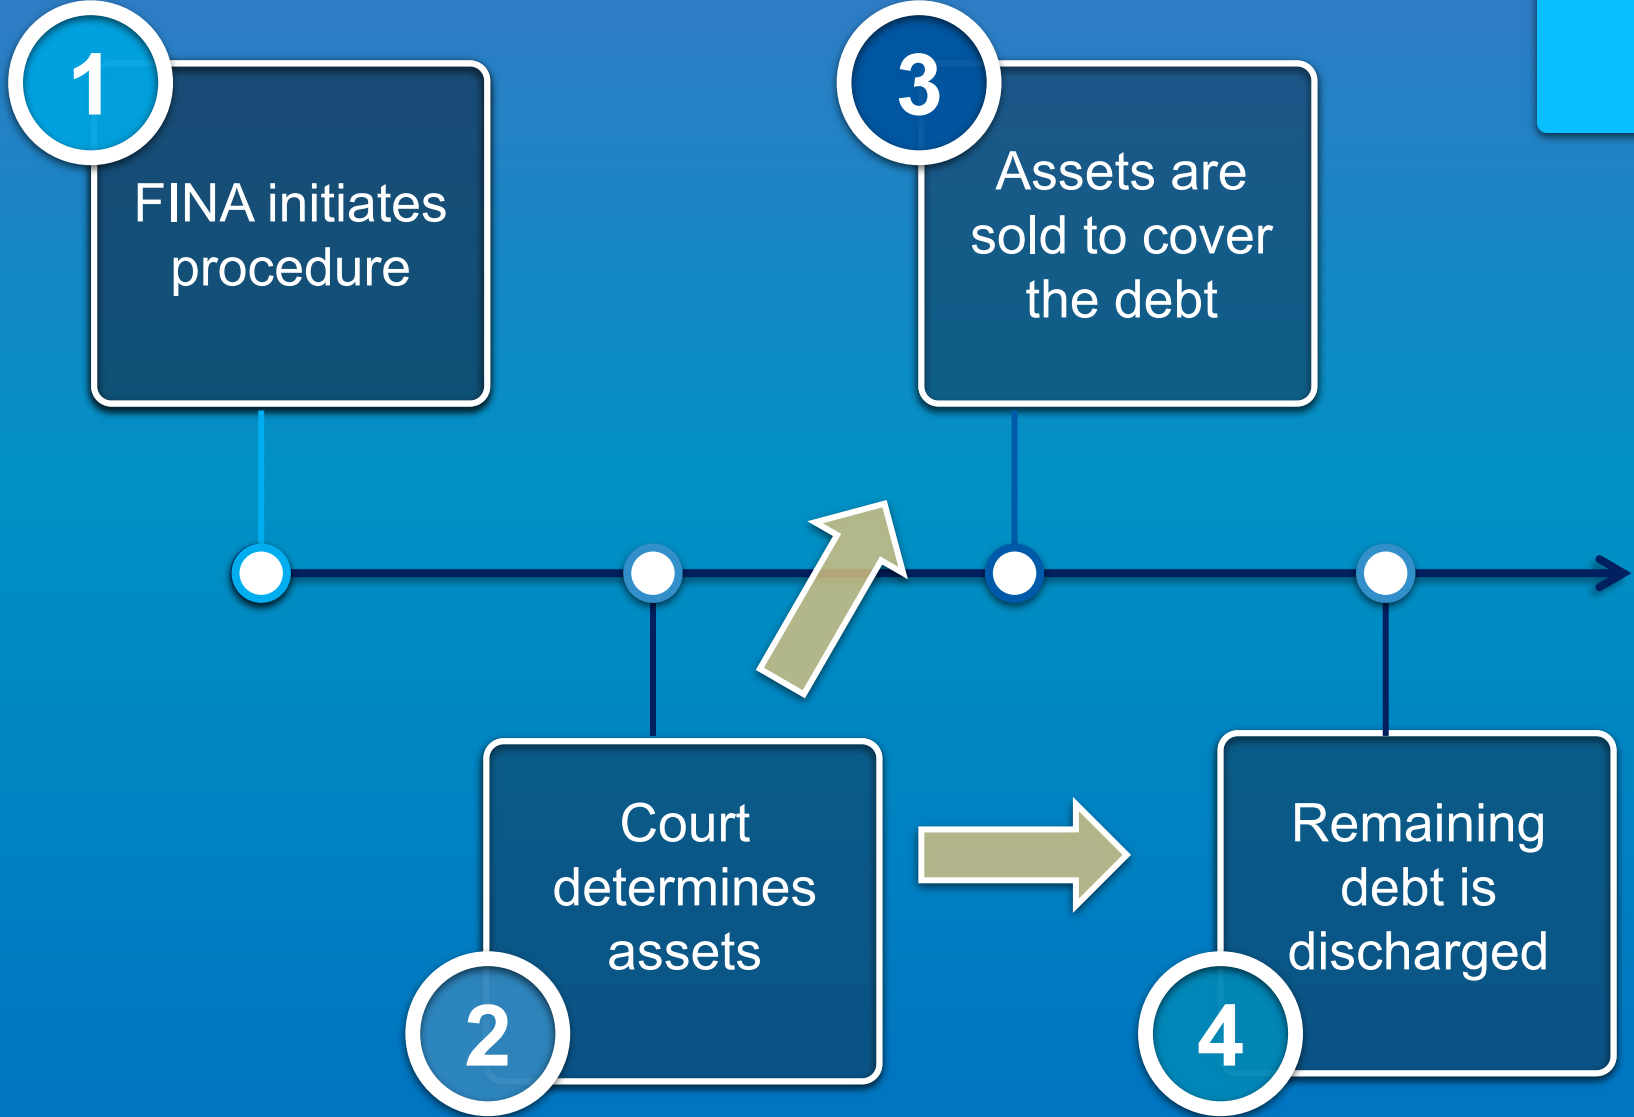 1
FINA initiates
procedure
2
Court
determines
assets
3
Assets are
sold to cover
the debt
4
Remaining
debt is
discharged